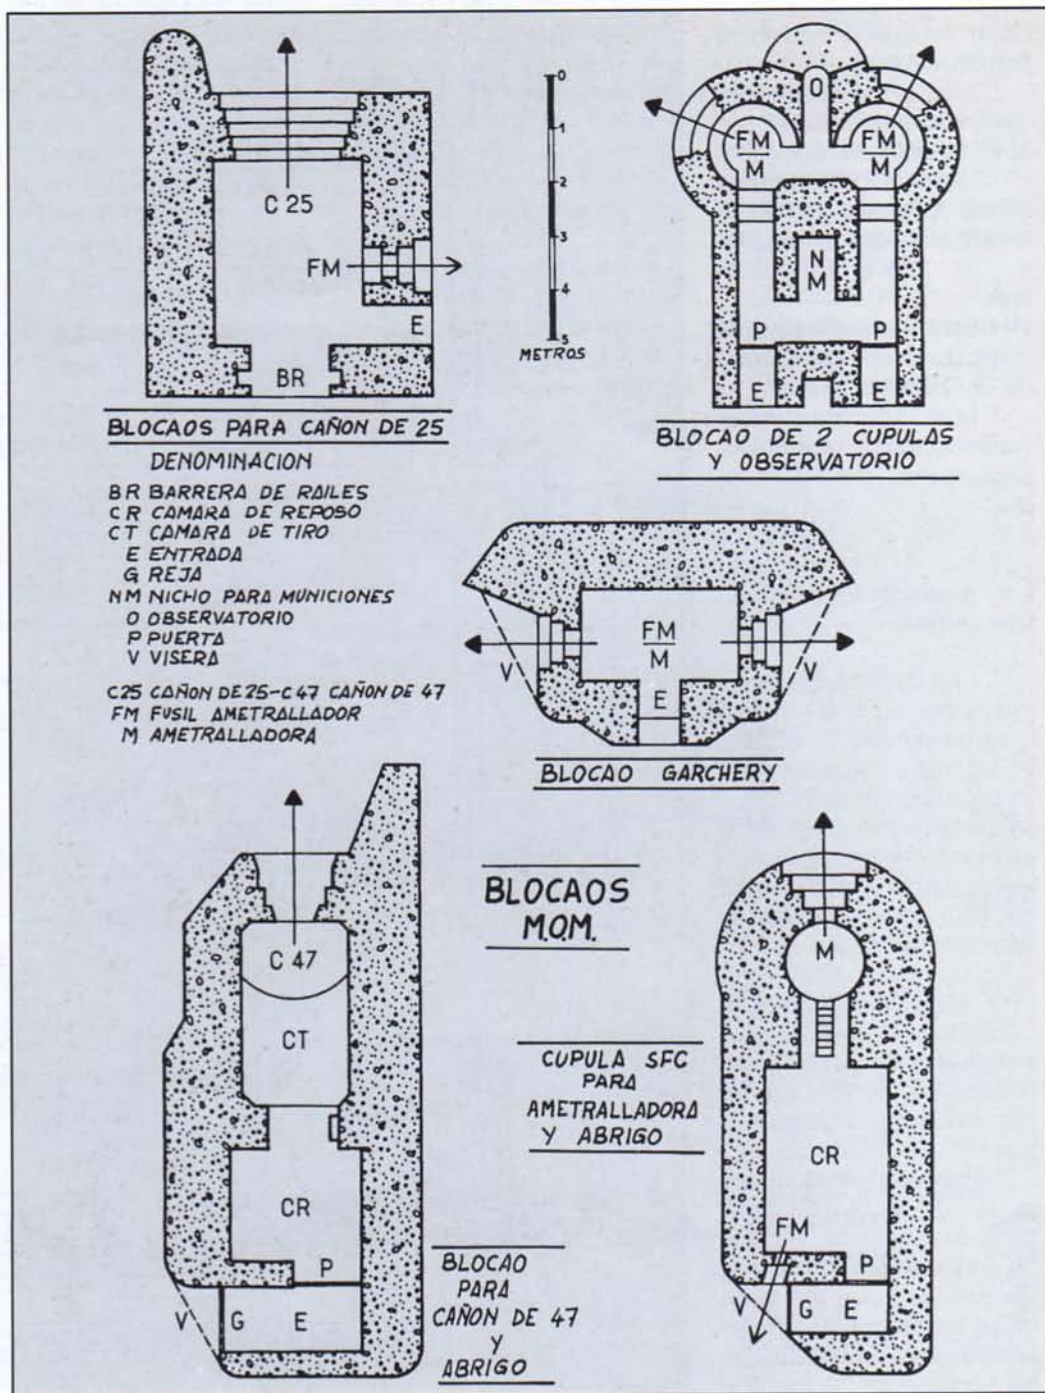 C 25
FM
E
BR
BLOCAOS PARA CAÑON DE 25
0
1
2
3
4
5
METROS
O
FM
M
FM
M
N
M
P
P
E
E
BLOCAO DE 2 CUPULAS
Y OBSERVATORIO
DENOMINACION
BR BARRERA DE RAILES
CR CAMARA DE REPOSO
CT CAMARA DE TIRO
E ENTRADA
G REJA
NM NICHO PARA MUNICIONES
O OBSERVATORIO
P PUERTA
V VISERA
C25 CAÑON DE 25-C47 CAÑON DE 47
FM FUSIL AMETRALLADOR
M AMETRALLADORA
V
FM
M
V
E
BLOCAO GARCHERY
BLOCAOS
M.O.M.
C 47
CT
CR
P
V
G
E
BLOCAO
PARA
CAÑON DE 47
Y
ABRIGO
CUPULA SFC
PARA
AMETRALLADORA
Y ABRIGO
M
CR
FM
P
V
G
E